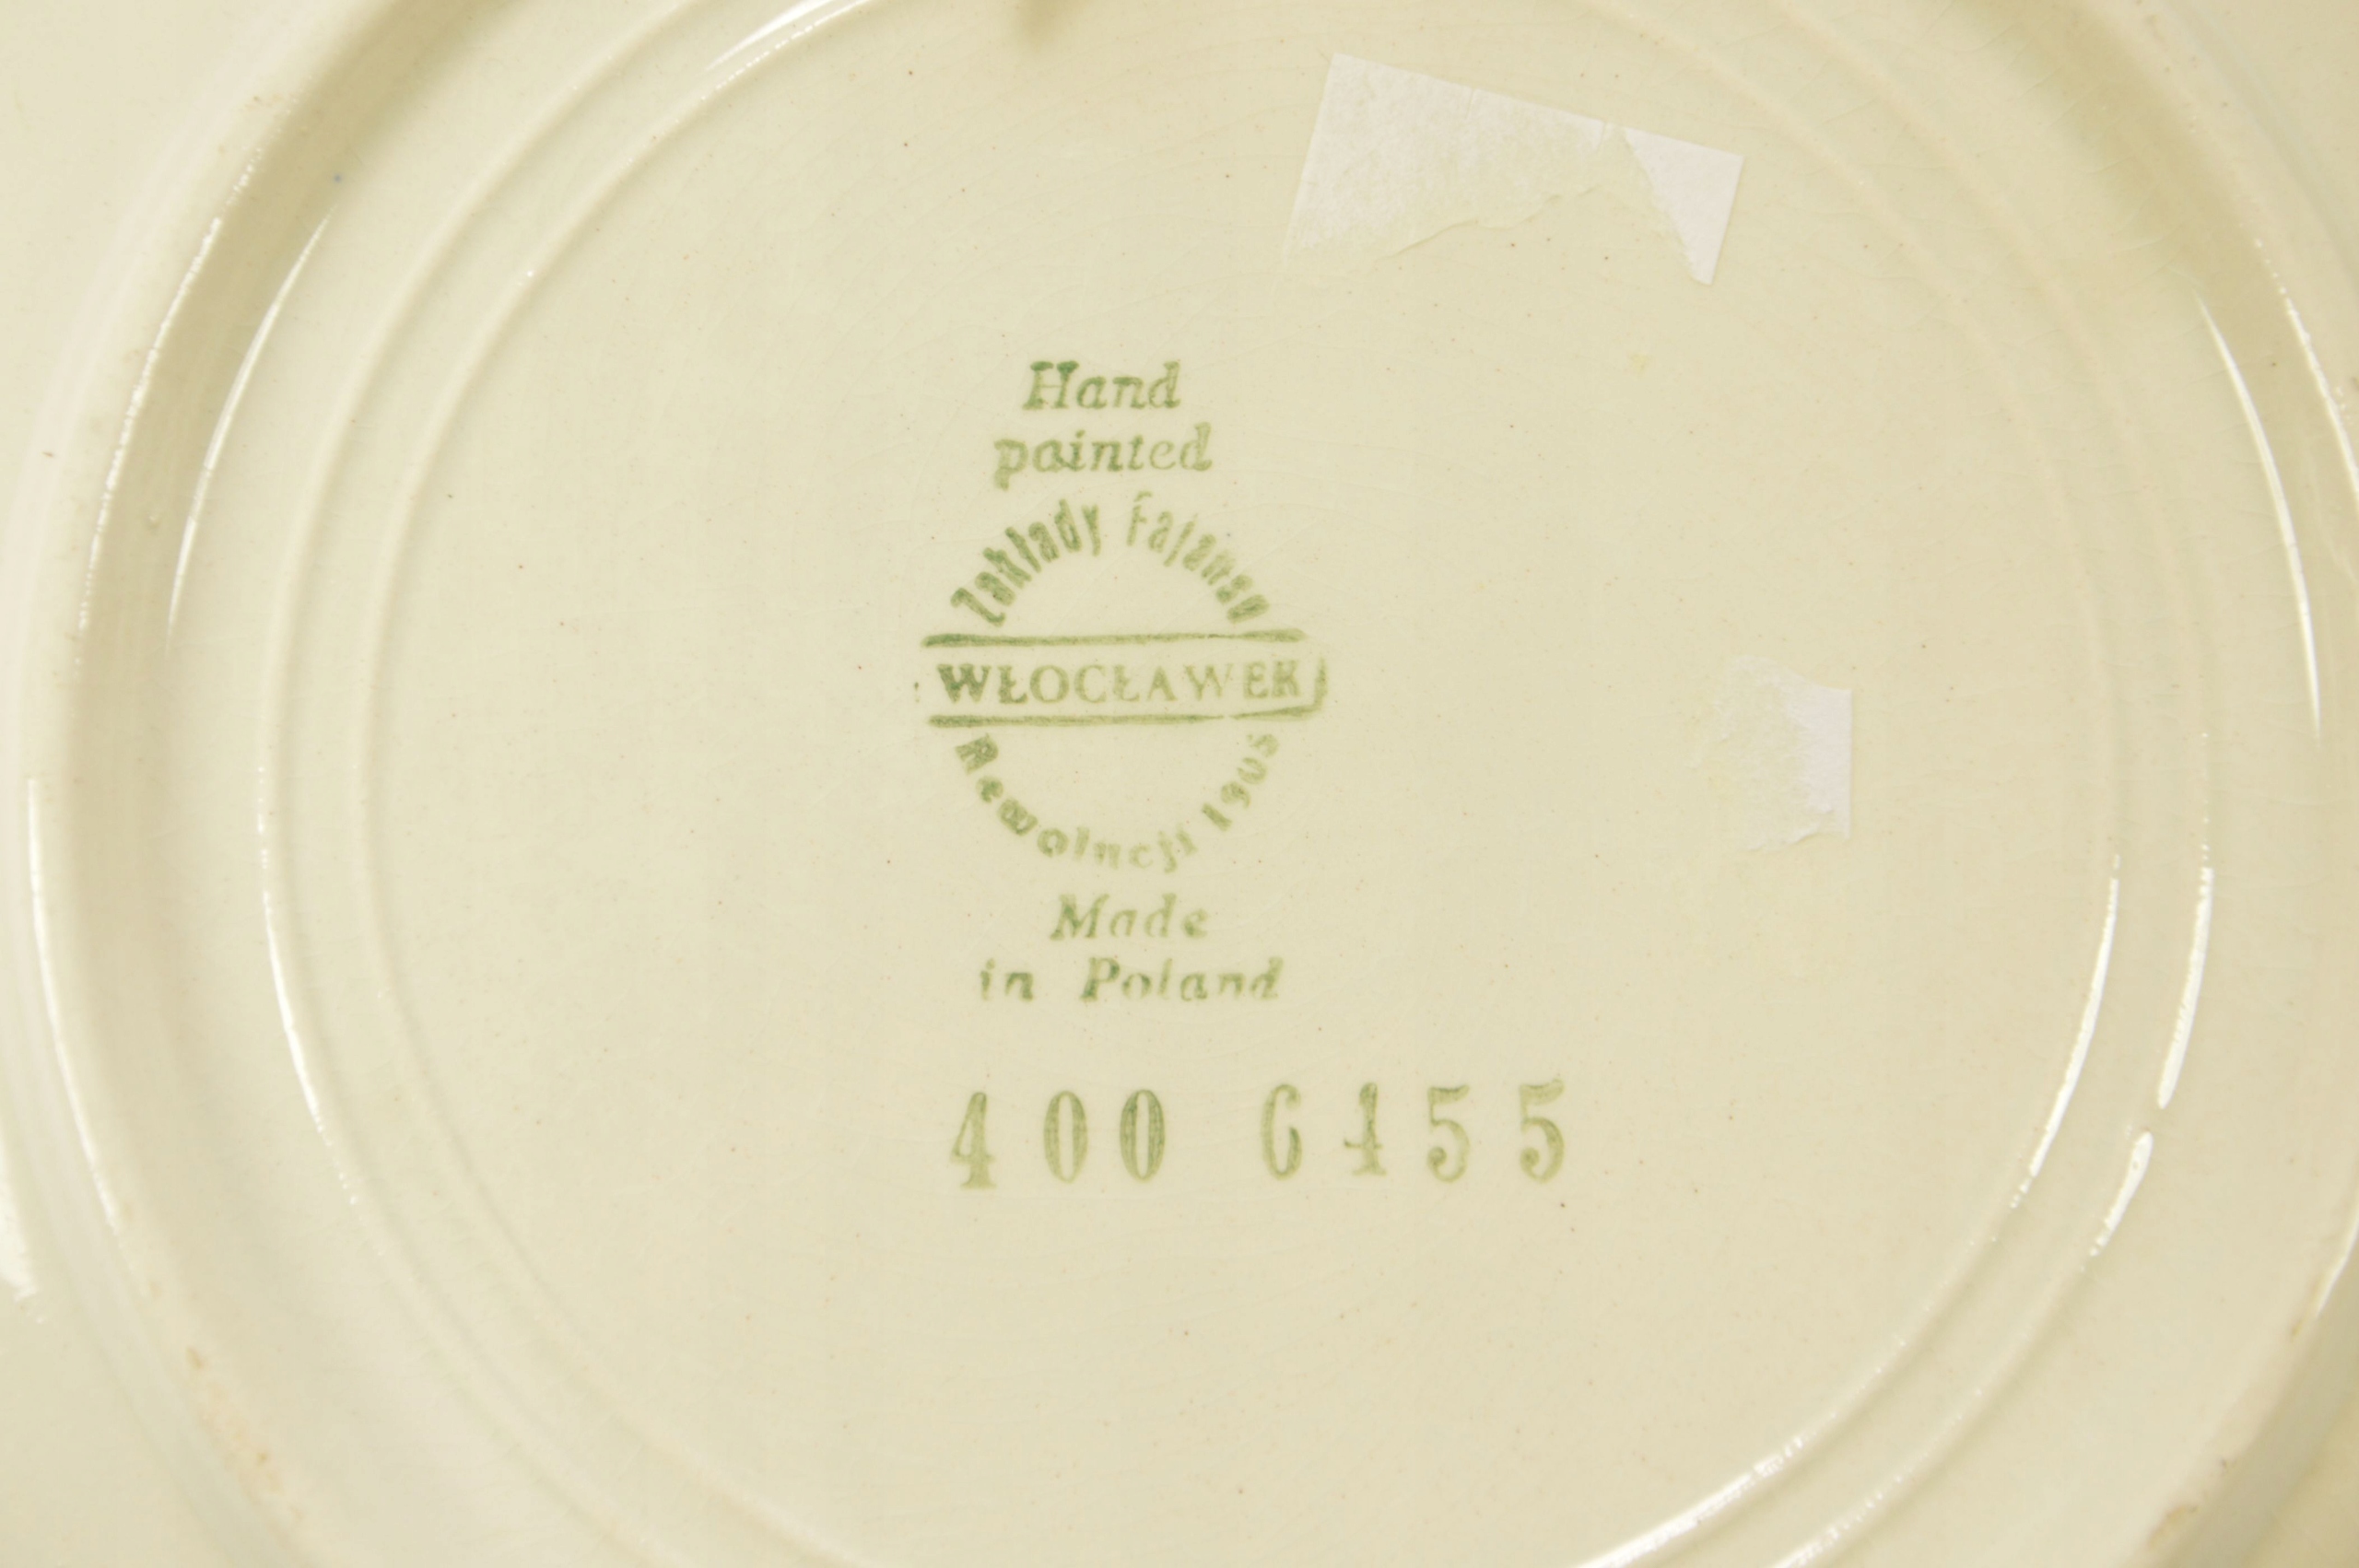 Hand
painted
Zakłady Fajansu
WŁOCŁAWEK
Rewolucji 1905
Made
in Poland
400 6455